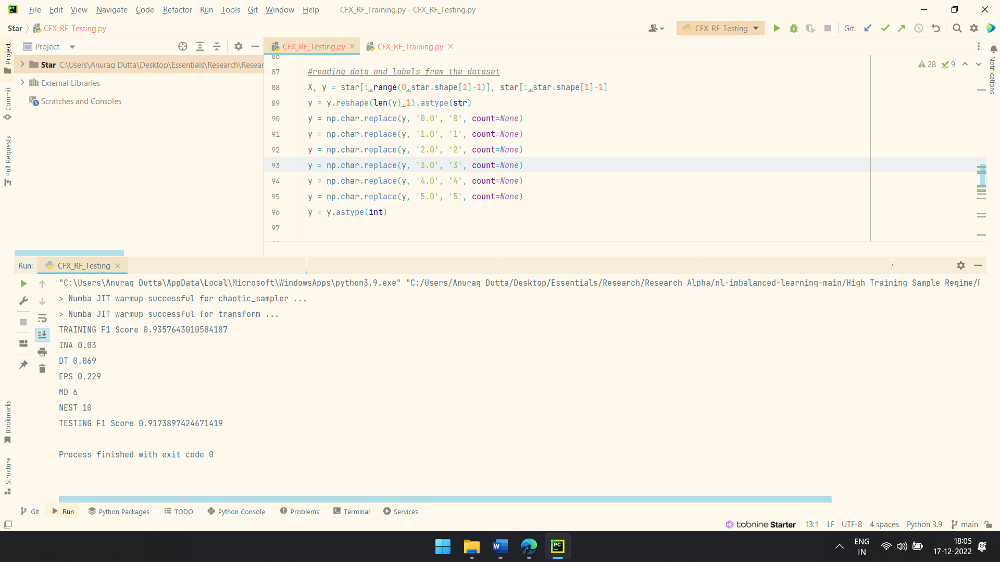 PC File Edit View Navigate Code Refactor Run Tools Git Window Help CFX_RF_Training.py - CFX_RF_Testing.py
Star CFX_RF_Testing.py CFX_RF_Testing Git:
Project
Project CFX_RF_Testing.py CFX_RF_Training.py
Star C:\Users\Anurag Dutta\Desktop\Essentials\Research\Resear
External Libraries
Scratches and Consoles
28 9
86
87 #reading data and labels from the dataset
88 X, y = star[:,range(0,star.shape[1]-1)], star[:,star.shape[1]-1]
89 y = y.reshape(len(y),1).astype(str)
90 y = np.char.replace(y, '0.0', '0', count=None)
91 y = np.char.replace(y, '1.0', '1', count=None)
92 y = np.char.replace(y, '2.0', '2', count=None)
93 y = np.char.replace(y, '3.0', '3', count=None)
94 y = np.char.replace(y, '4.0', '4', count=None)
95 y = np.char.replace(y, '5.0', '5', count=None)
96 y = y.astype(int)
97
Commit
Pull Requests
Notifications
Run: CFX_RF_Testing
"C:\Users\Anurag Dutta\AppData\Local\Microsoft\WindowsApps\python3.9.exe" "C:/Users/Anurag Dutta/Desktop/Essentials/Research/Research Alpha/nl-imbalanced-learning-main/High Training Sample Regime/
> Numba JIT warmup successful for chaotic_sampler ...
> Numba JIT warmup successful for transform ...
TRAINING F1 Score 0.9357643010584187
INA 0.03
DT 0.069
EPS 0.229
MD 6
NEST 10
TESTING F1 Score 0.9173897424671419
Process finished with exit code 0
Bookmarks
Structure
Git Run Python Packages TODO Python Console Problems Terminal Services
tabnine Starter 13:1 LF UTF-8 4 spaces Python 3.9 main
W PC ENG IN 18:05
17-12-2022